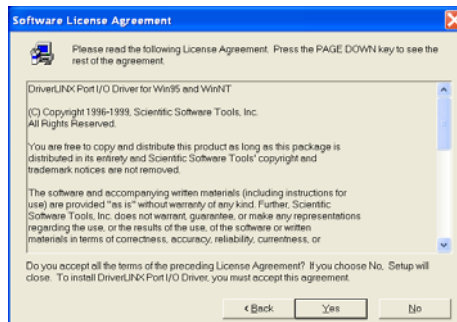 Software License Agreement
Please read the following License Agreement. Press the PAGE DOWN key to see the
rest of the agreement.
DriverLINX Port I/O Driver for Win95 and WinNT
(C) Copyright 1996-1999, Scientific Software Tools, Inc.
All Rights Reserved.
You are free to copy and distribute this product as long as this package is
distributed in its entirety and Scientific Software Tools' copyright and
trademark notices are not removed.
The software and accompanying written materials (including instructions for
use) are provided "as is" without warranty of any kind. Further, Scientific
Software Tools, Inc. does not warrant, guarantee, or make any representations
regarding the use, or the results of the use, of the software or written
materials in terms of correctness, accuracy, reliability, currentness, or
Do you accept all the terms of the preceding License Agreement? If you choose No, Setup will
close. To install DriverLINX Port I/O Driver, you must accept this agreement.
< Back Yes No